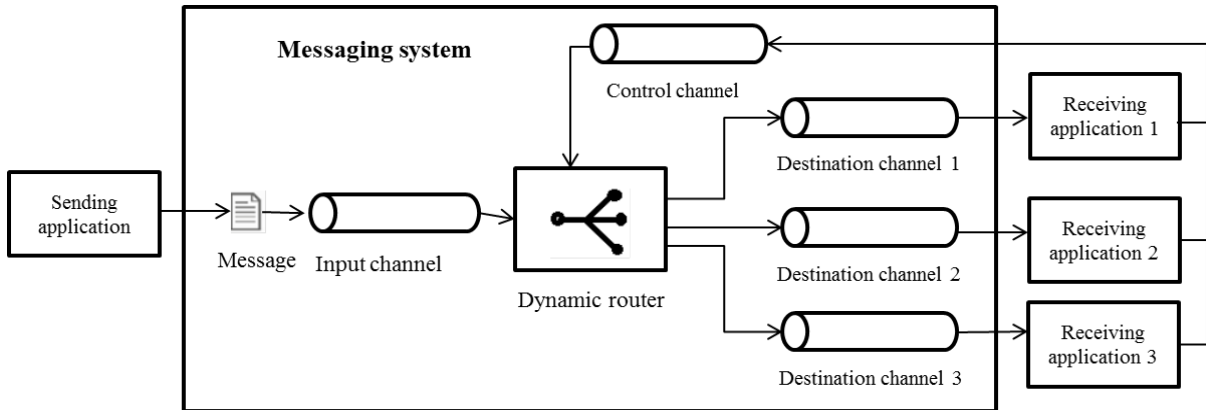 Messaging system
Control channel
Receiving
application 1
Destination channel 1
Sending
application
Message
Input channel
Dynamic router
Receiving
application 2
Destination channel 2
Receiving
application 3
Destination channel 3